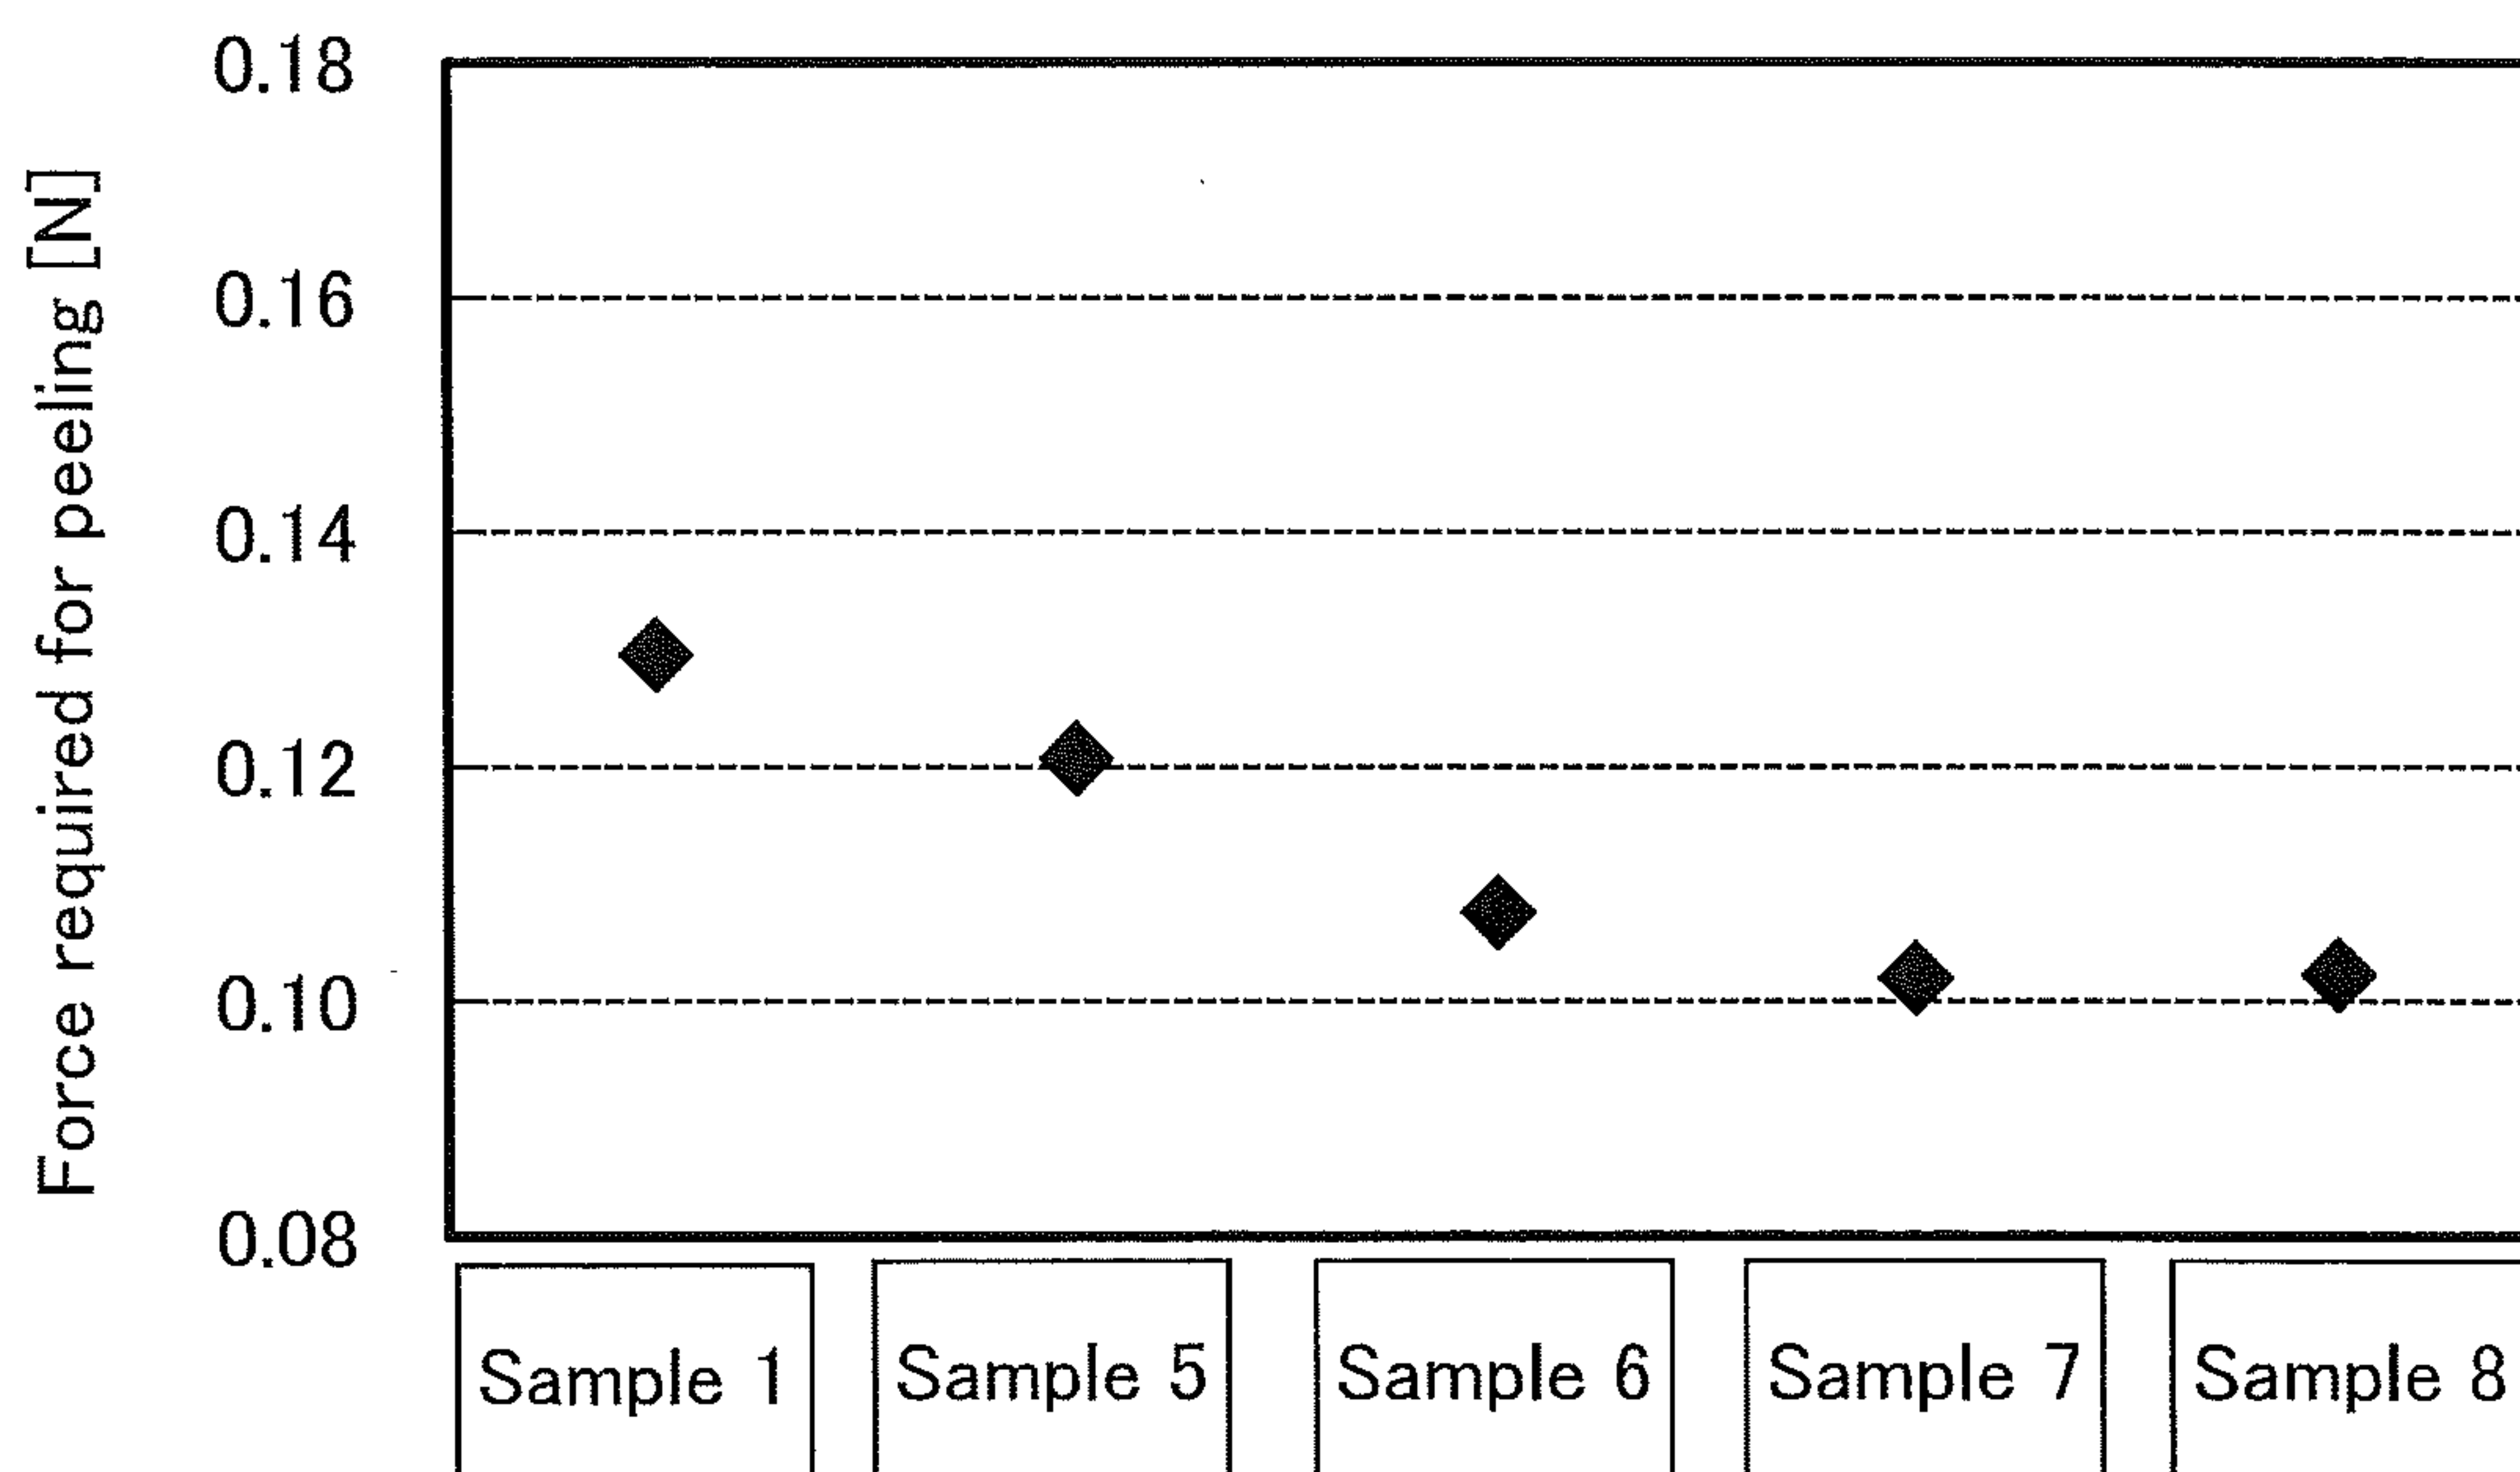 Force required for peeling [N]
0.18
0.16
0.14
0.12
0.10
0.08
Sample 1
Sample 5
Sample 6
Sample 7
Sample 8